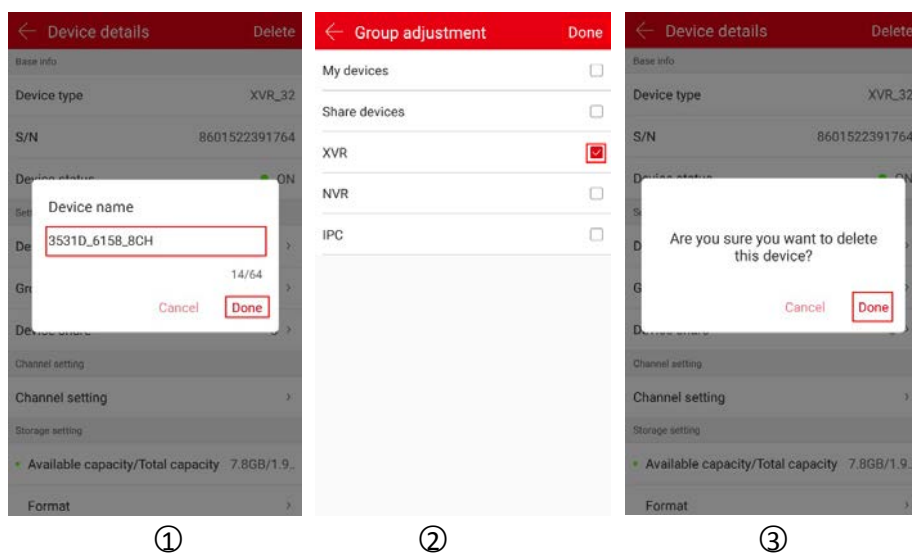 Device details Delete
Base info
Device type XVR_32
S/N 8601522391764
Device status ON
Device name
3531D_6158_8CH
14/64
Cancel Done
Channel setting
Channel setting
Storage setting
Available capacity/Total capacity 7.8GB/1.9..
Format
①
Group adjustment Done
My devices
Share devices
XVR
NVR
IPC
②
Device details Delete
Base info
Device type XVR_32
S/N 8601522391764
Are you sure you want to delete
this device?
Cancel Done
Channel setting
Channel setting
Storage setting
Available capacity/Total capacity 7.8GB/1.9..
Format
③